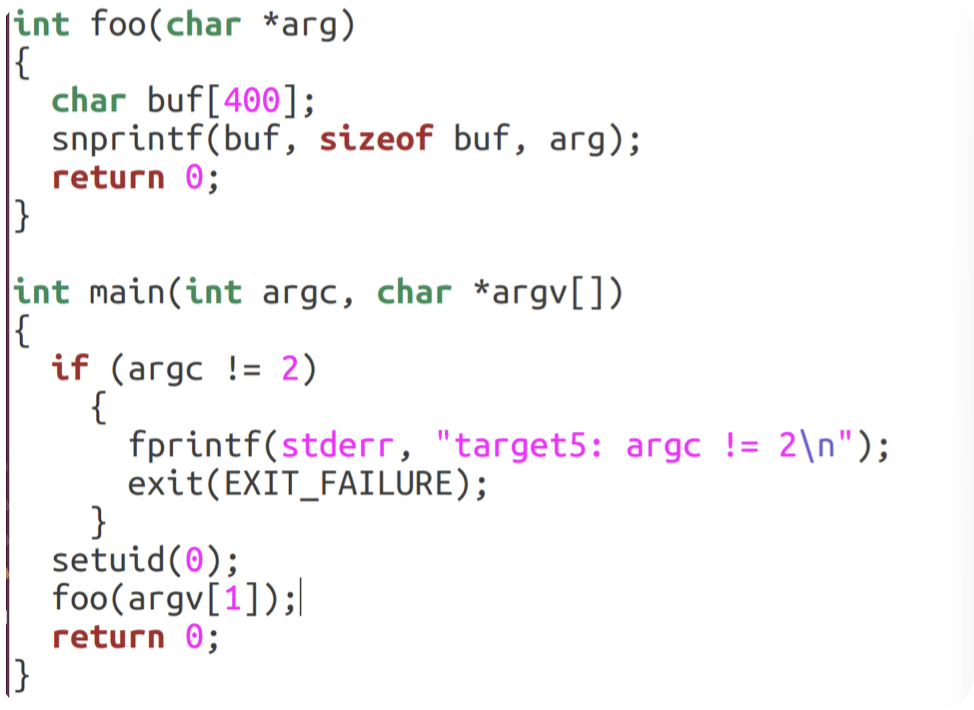 int foo(char *arg)
{
  char buf[400];
  snprintf(buf, sizeof buf, arg);
  return 0;
}

int main(int argc, char *argv[])
{
  if (argc != 2)
    {
      fprintf(stderr, "target5: argc != 2\n");
      exit(EXIT_FAILURE);
    }
  setuid(0);
  foo(argv[1]);
  return 0;
}